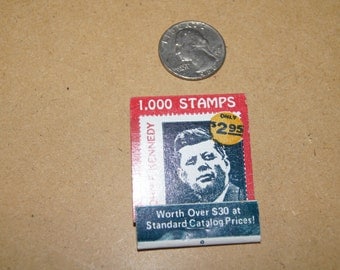 1,000 STAMPS
ONLY
$2.95
KENNEDY
Worth Over $30 at
Standard Catalog Prices!